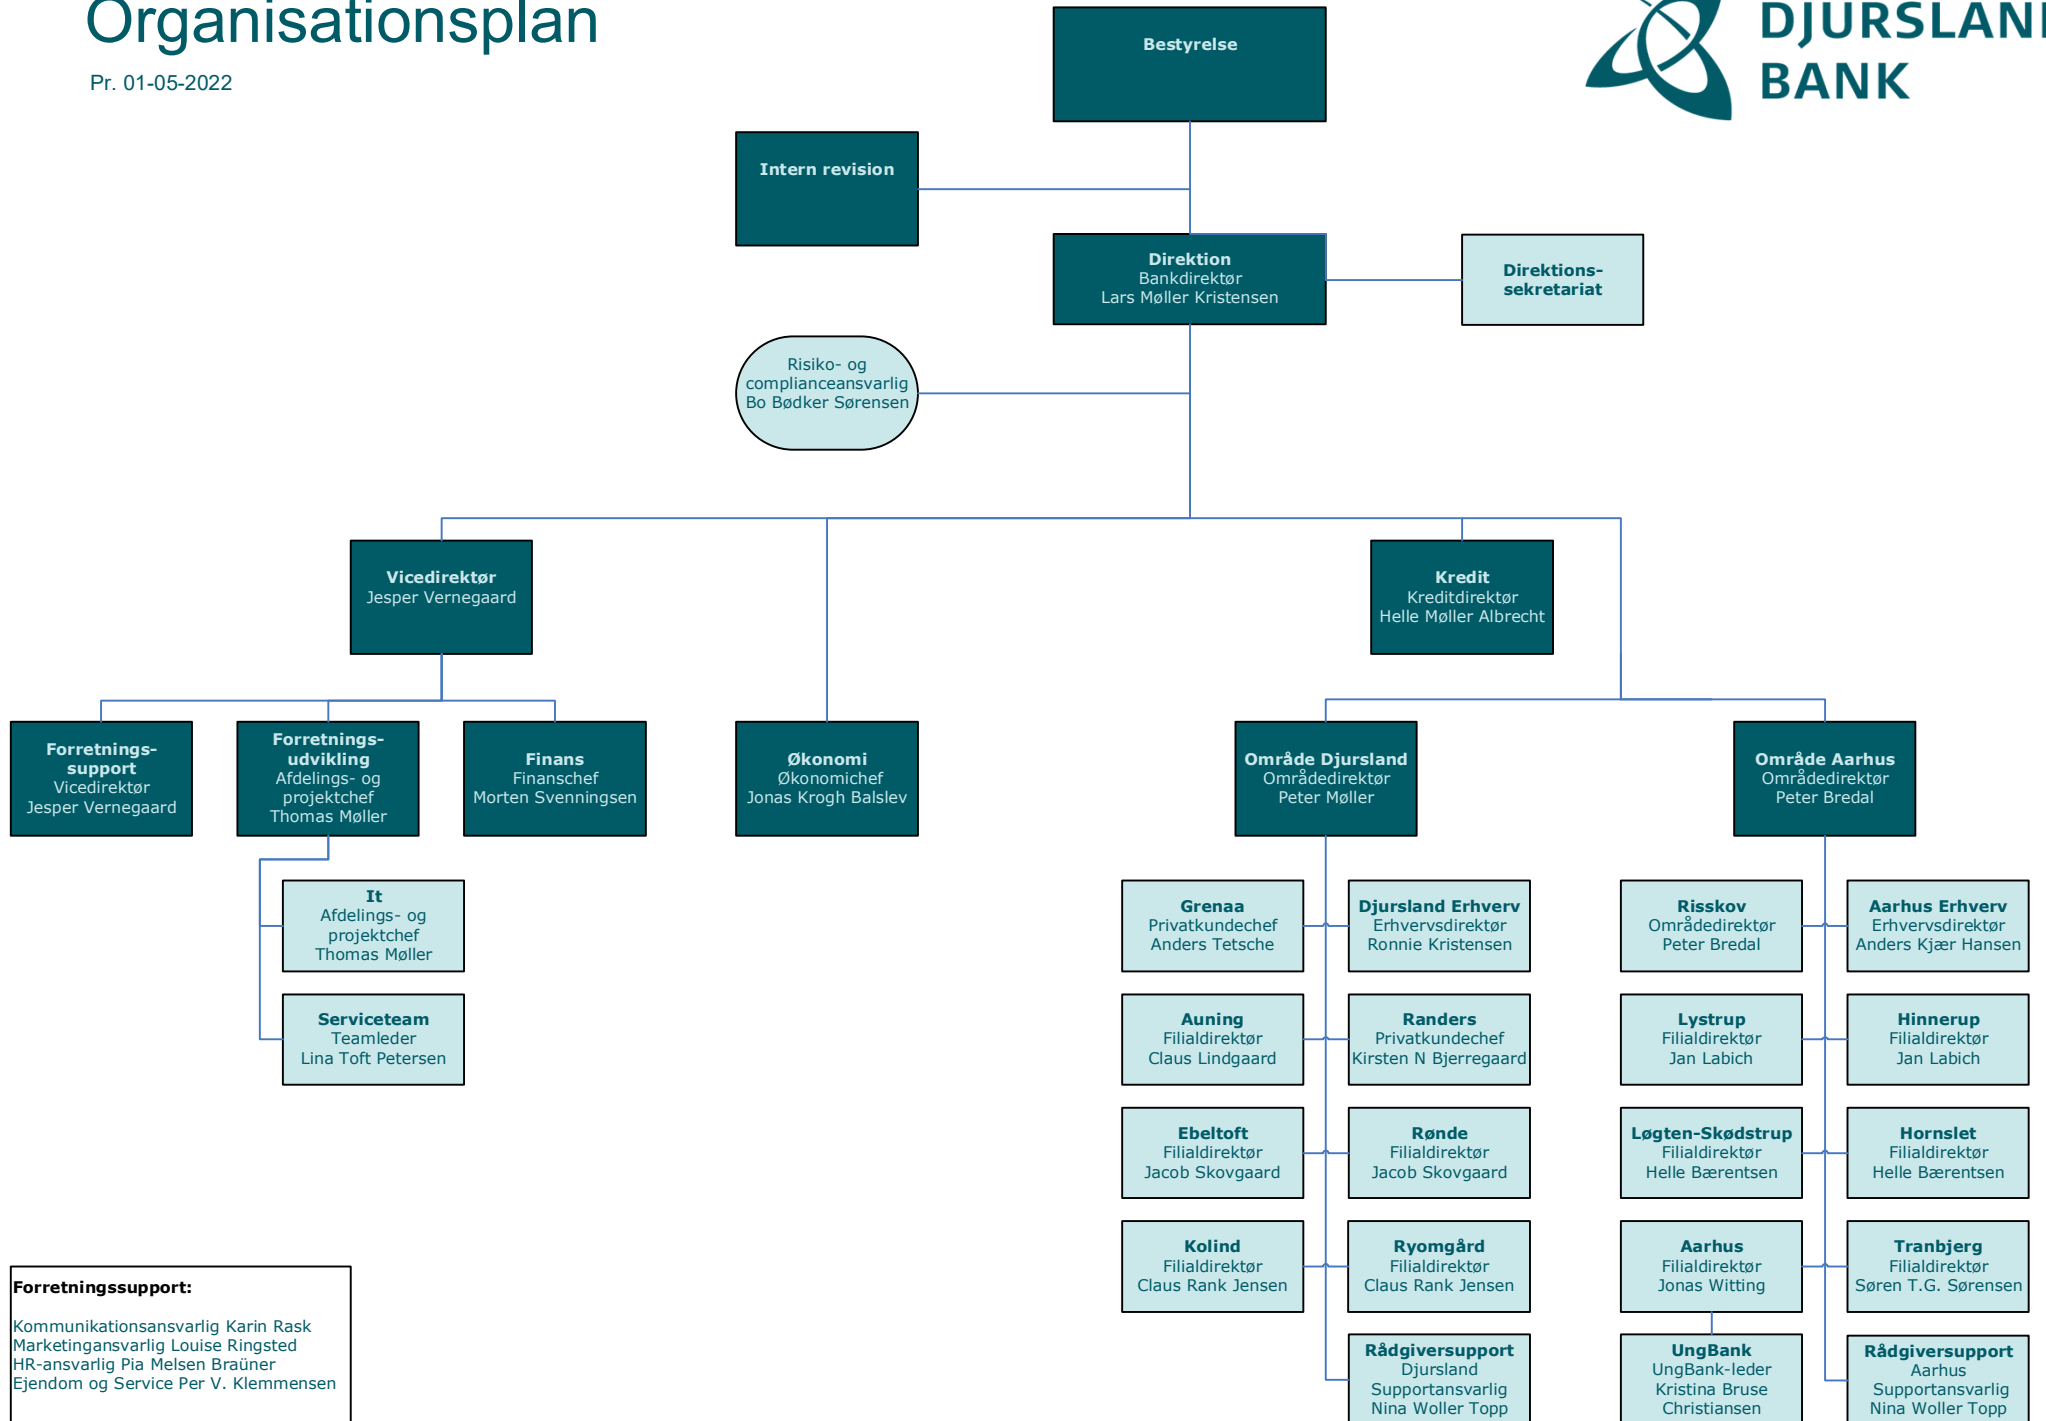 Organisationsplan
Pr. 01-05-2022
DJURSLAND
BANK
Bestyrelse
Intern revision
Direktion
Bankdirektør
Lars Møller Kristensen
Direktions-
sekretariat
Risiko- og
complianceansvarlig
Bo Bødker Sørensen
Vicedirektør
Jesper Vernegaard
Kredit
Kreditdirektør
Helle Møller Albrecht
Forretnings-
support
Vicedirektør
Jesper Vernegaard
Forretnings-
udvikling
Afdelings- og
projektchef
Thomas Møller
Finans
Finanschef
Morten Svenningsen
Økonomi
Økonomichef
Jonas Krogh Balslev
Område Djursland
Områdedirektør
Peter Møller
Område Aarhus
Områdedirektør
Peter Bredal
It
Afdelings- og
projektchef
Thomas Møller
Serviceteam
Teamleder
Lina Toft Petersen
Grenaa
Privatkundechef
Anders Tetsche
Djursland Erhverv
Erhvervsdirektør
Ronnie Kristensen
Risskov
Områdedirektør
Peter Bredal
Aarhus Erhverv
Erhvervsdirektør
Anders Kjær Hansen
Auning
Filialdirektør
Claus Lindgaard
Randers
Privatkundechef
Kirsten N Bjerregaard
Lystrup
Filialdirektør
Jan Labich
Hinnerup
Filialdirektør
Jan Labich
Ebeltoft
Filialdirektør
Jacob Skovgaard
Rønde
Filialdirektør
Jacob Skovgaard
Løgten-Skødstrup
Filialdirektør
Helle Bærentsen
Hornslet
Filialdirektør
Helle Bærentsen
Kolind
Filialdirektør
Claus Rank Jensen
Ryomgård
Filialdirektør
Claus Rank Jensen
Aarhus
Filialdirektør
Jonas Witting
Tranbjerg
Filialdirektør
Søren T.G. Sørensen
Rådgiversupport
Djursland
Supportansvarlig
Nina Woller Topp
UngBank
UngBank-leder
Kristina Bruse
Christiansen
Rådgiversupport
Aarhus
Supportansvarlig
Nina Woller Topp
Forretningssupport:
Kommunikationsansvarlig Karin Rask
Marketingansvarlig Louise Ringsted
HR-ansvarlig Pia Melsen Braüner
Ejendom og Service Per V. Klemmensen